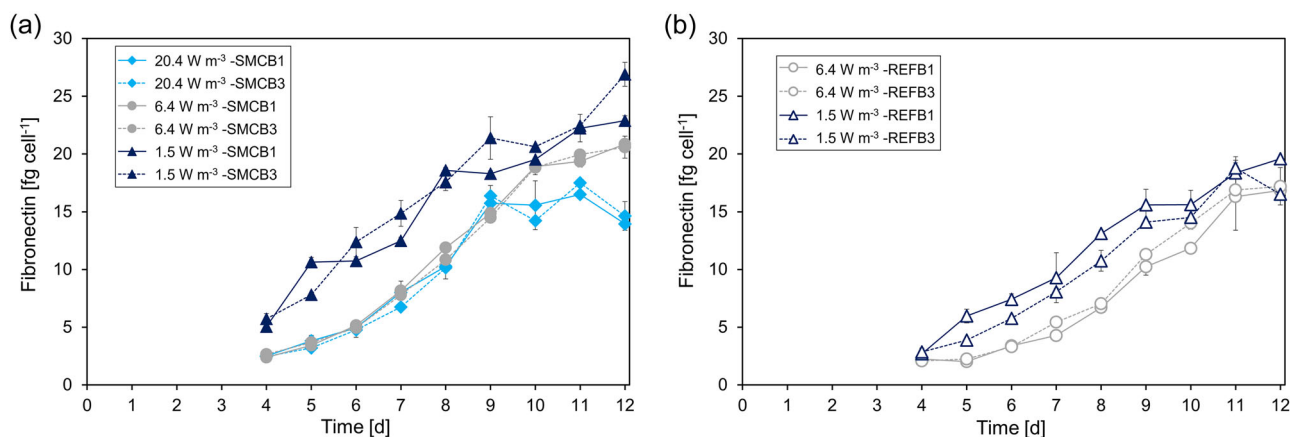 (a)
30
25
20
15
10
5
0
Fibronectin [fg cell⁻¹]
20.4 W m⁻³ -SMCB1
20.4 W m⁻³ -SMCB3
6.4 W m⁻³ -SMCB1
6.4 W m⁻³ -SMCB3
1.5 W m⁻³ -SMCB1
1.5 W m⁻³ -SMCB3
0 1 2 3 4 5 6 7 8 9 10 11 12
Time [d]
(b)
30
25
20
15
10
5
0
Fibronectin [fg cell⁻¹]
6.4 W m⁻³ -REFB1
6.4 W m⁻³ -REFB3
1.5 W m⁻³ -REFB1
1.5 W m⁻³ -REFB3
0 1 2 3 4 5 6 7 8 9 10 11 12
Time [d]